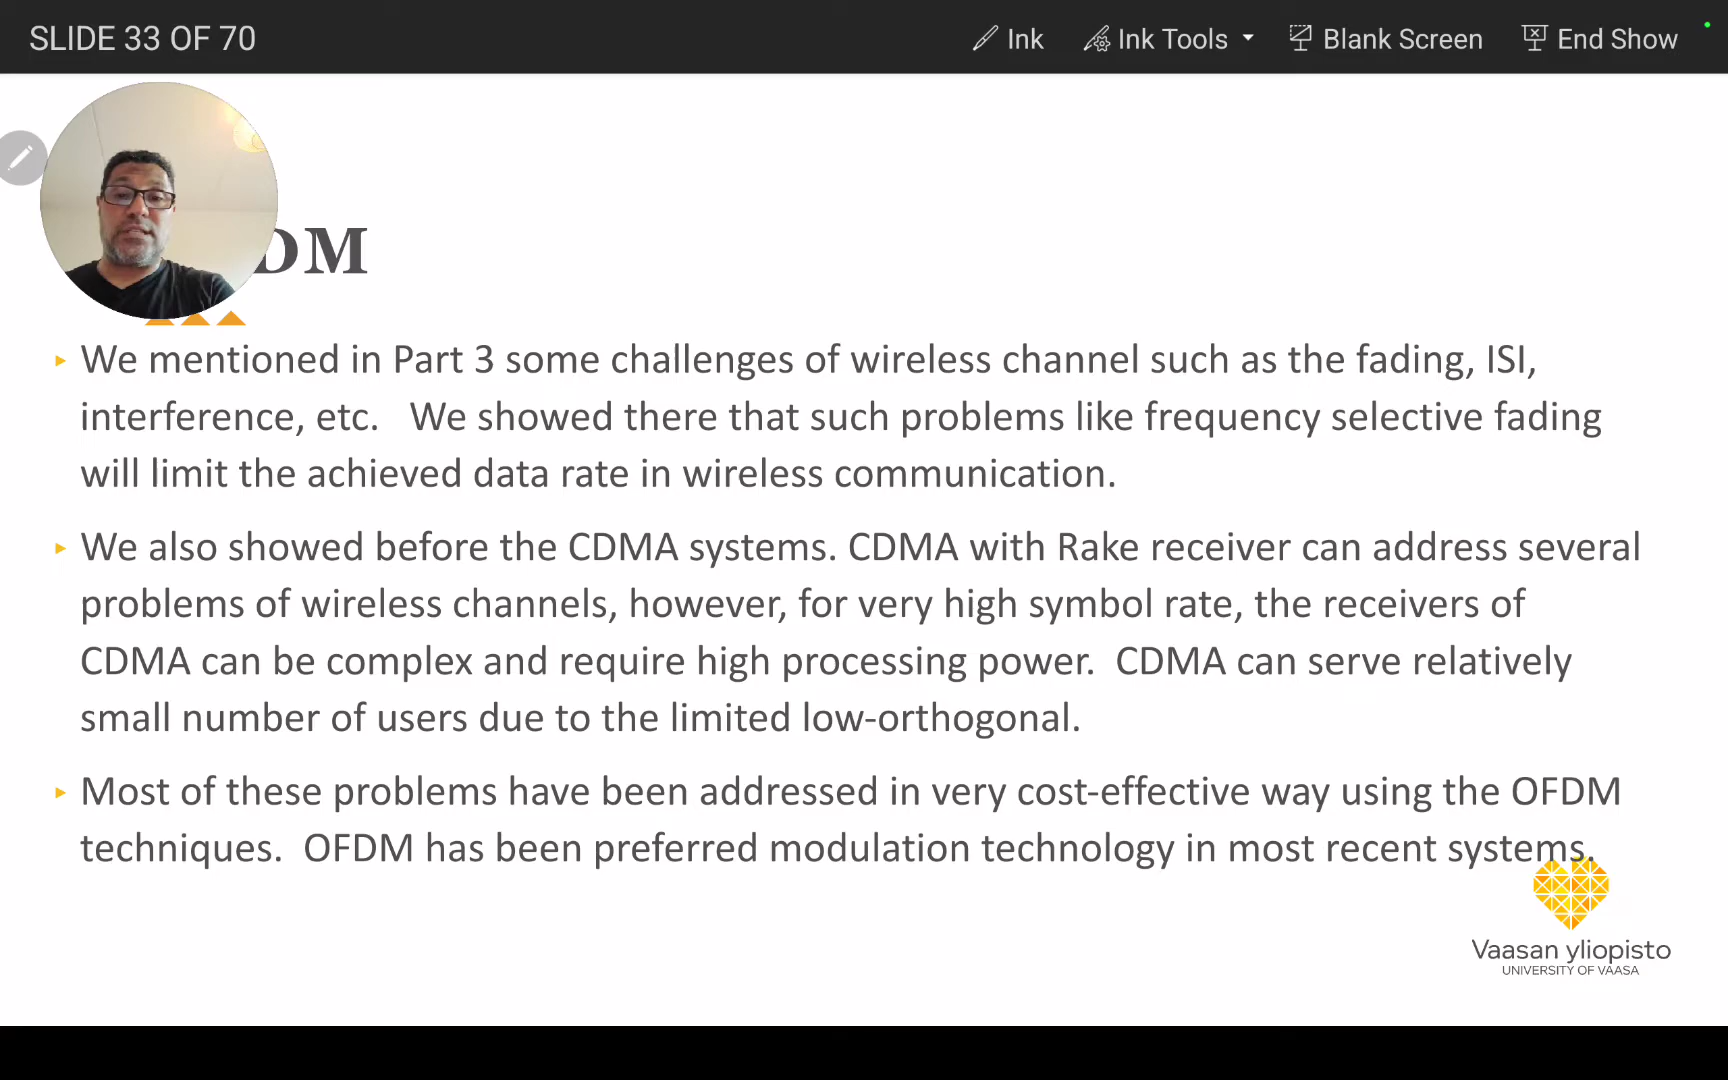 SLIDE 33 OF 70 Ink Ink Tools Blank Screen End Show
DM
We mentioned in Part 3 some challenges of wireless channel such as the fading, ISI,
interference, etc.   We showed there that such problems like frequency selective fading
will limit the achieved data rate in wireless communication.
We also showed before the CDMA systems. CDMA with Rake receiver can address several
problems of wireless channels, however, for very high symbol rate, the receivers of
CDMA can be complex and require high processing power.  CDMA can serve relatively
small number of users due to the limited low-orthogonal.
Most of these problems have been addressed in very cost-effective way using the OFDM
techniques.  OFDM has been preferred modulation technology in most recent systems.
Vaasan yliopisto
UNIVERSITY OF VAASA